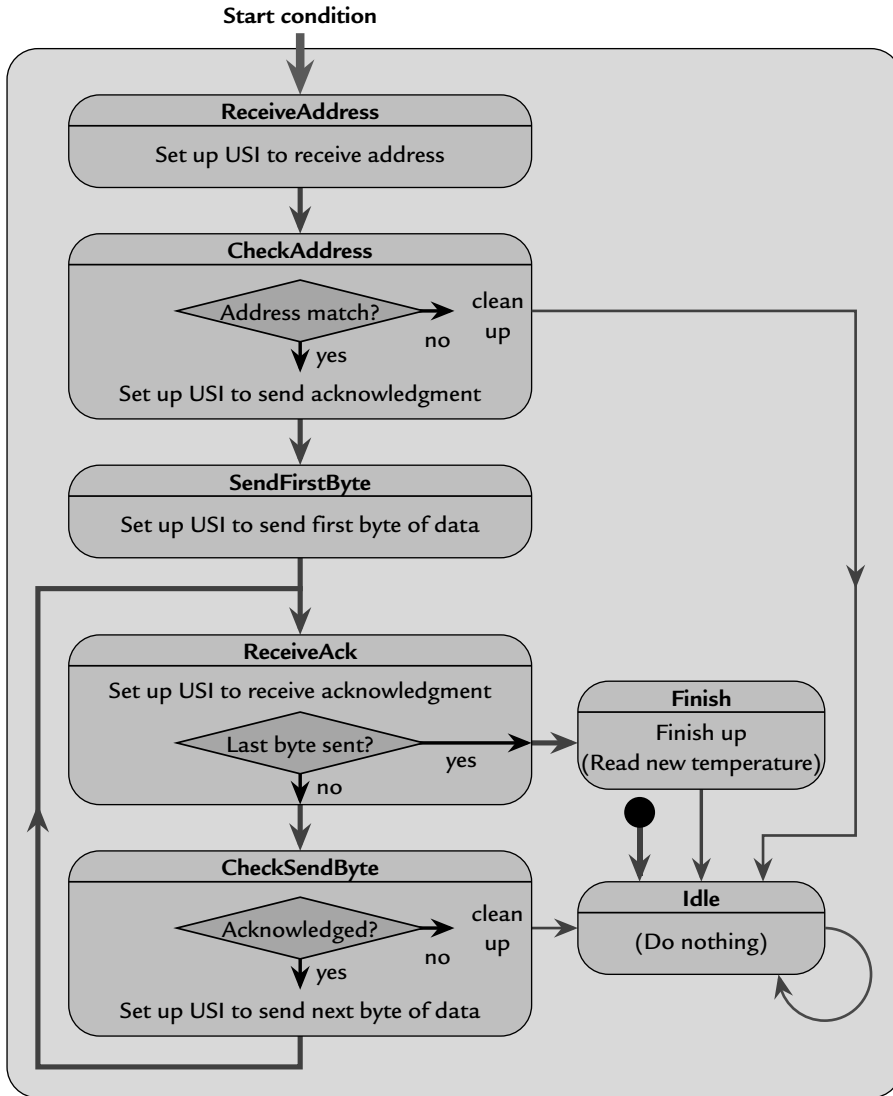 Start condition
ReceiveAddress
Set up USI to receive address
CheckAddress
Address match?
no
clean
up
yes
Set up USI to send acknowledgment
SendFirstByte
Set up USI to send first byte of data
ReceiveAck
Set up USI to receive acknowledgment
Last byte sent?
yes
no
Finish
Finish up
(Read new temperature)
CheckSendByte
Acknowledged?
no
clean
up
yes
Set up USI to send next byte of data
Idle
(Do nothing)